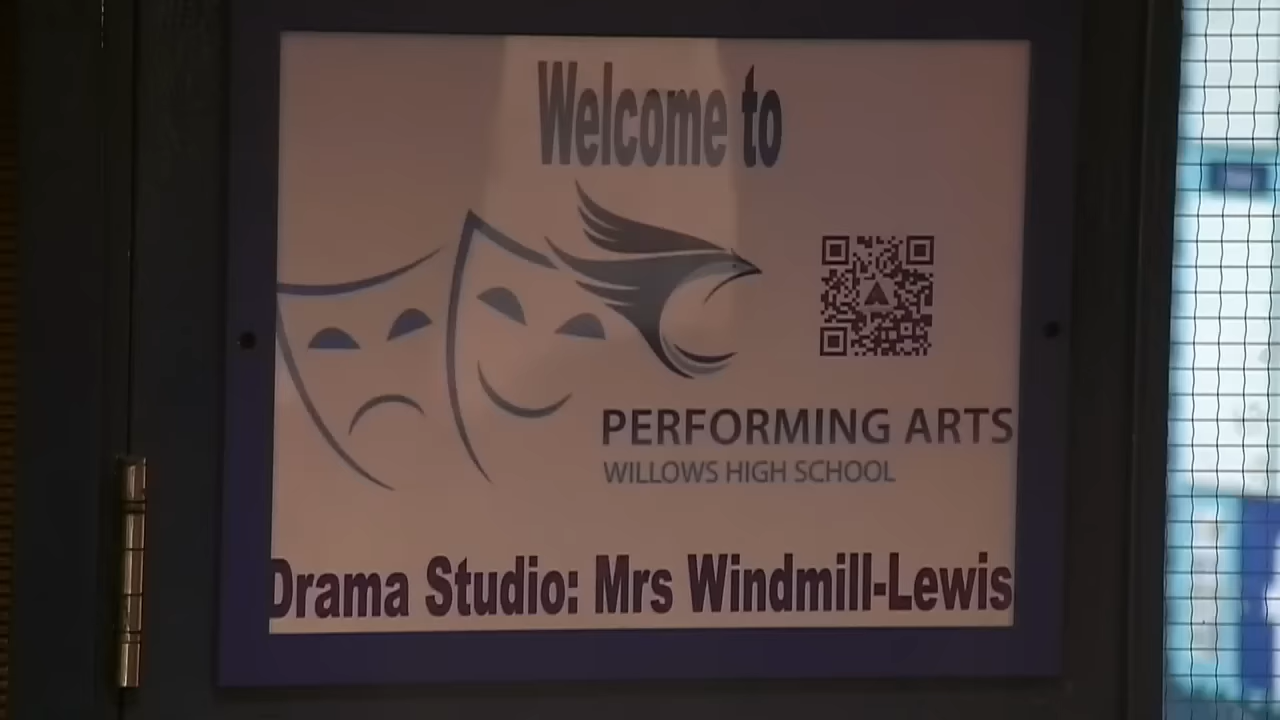 Welcome to
PERFORMING ARTS
WILLOWS HIGH SCHOOL
Drama Studio: Mrs Windmill-Lewis